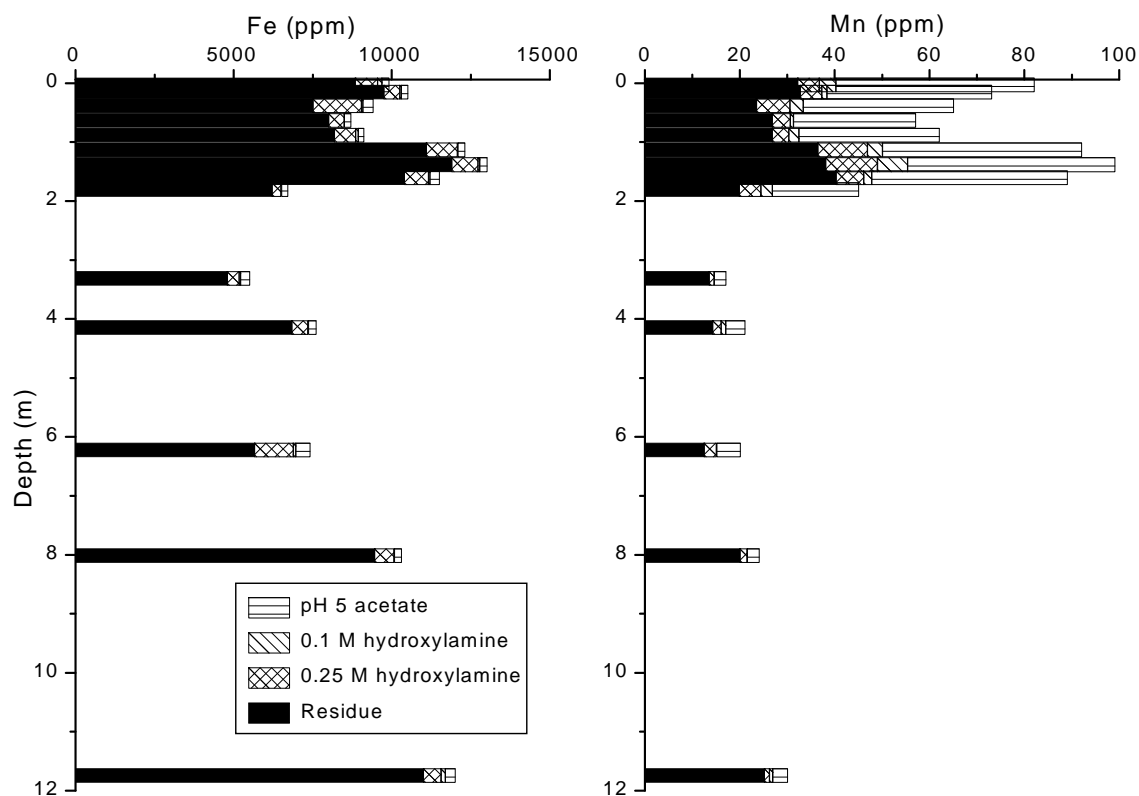 Fe (ppm)
0 5000 10000 15000
Mn (ppm)
0 20 40 60 80 100
0
2
4
6
8
10
12
Depth (m)
0
2
4
6
8
10
12
pH 5 acetate
0.1 M hydroxylamine
0.25 M hydroxylamine
Residue